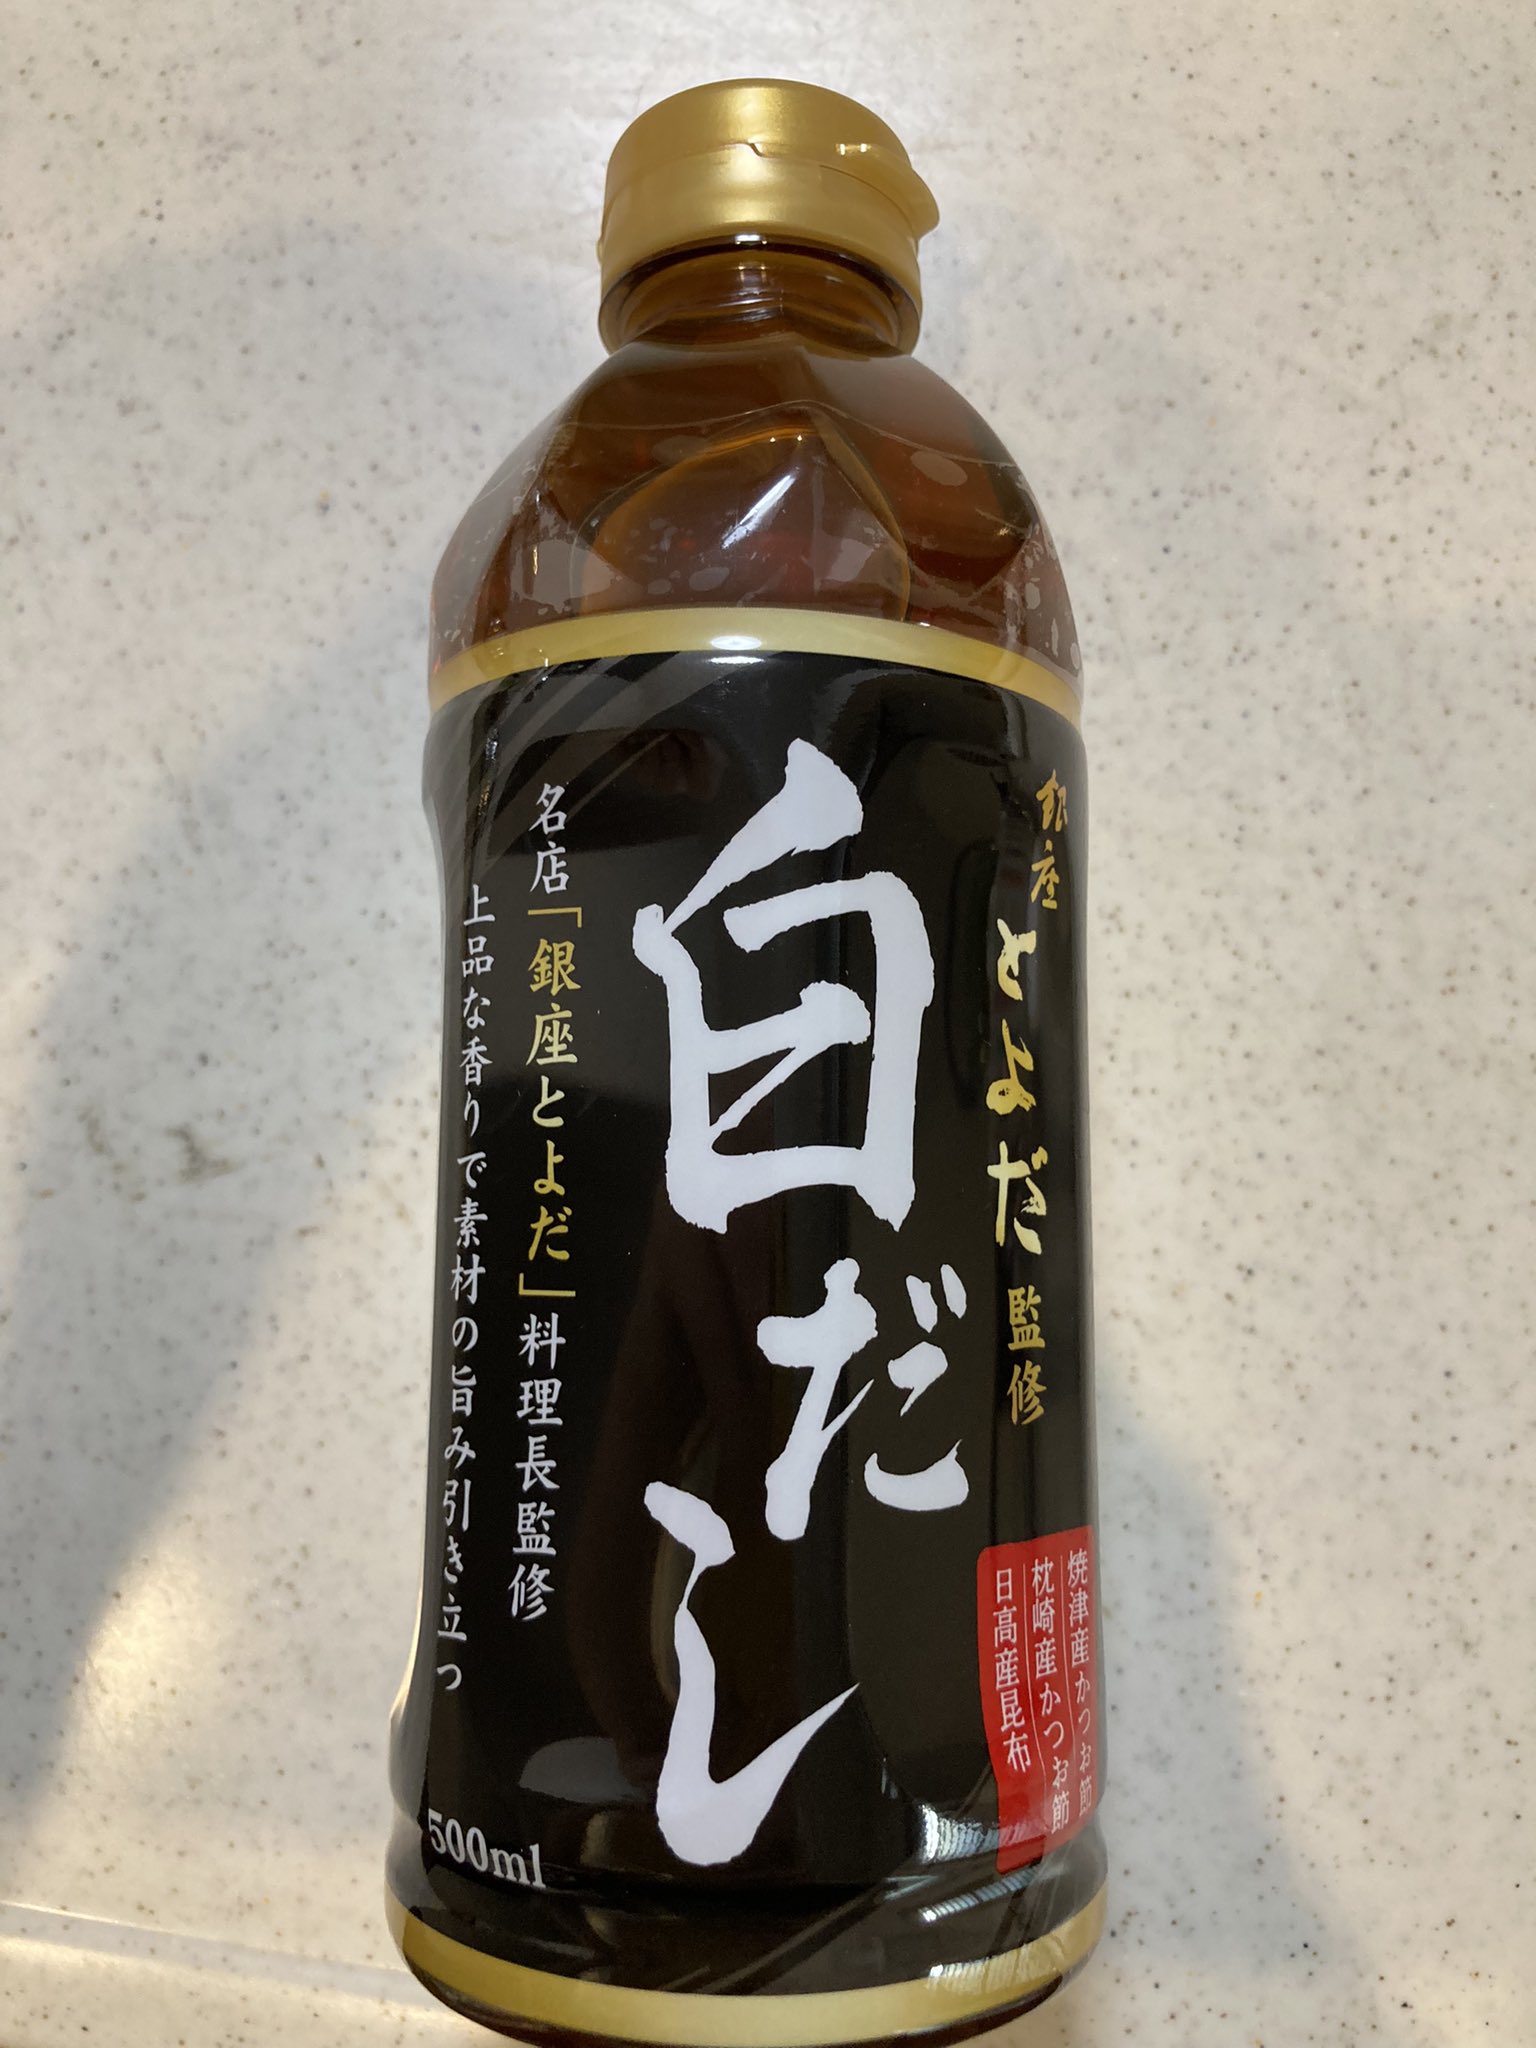 銀座とよだ監修
白だし
名店「銀座とよだ」料理長監修
上品な香りで素材の旨み引き立つ
焼津産かつお節
枕崎産かつお節
日高産昆布
500ml